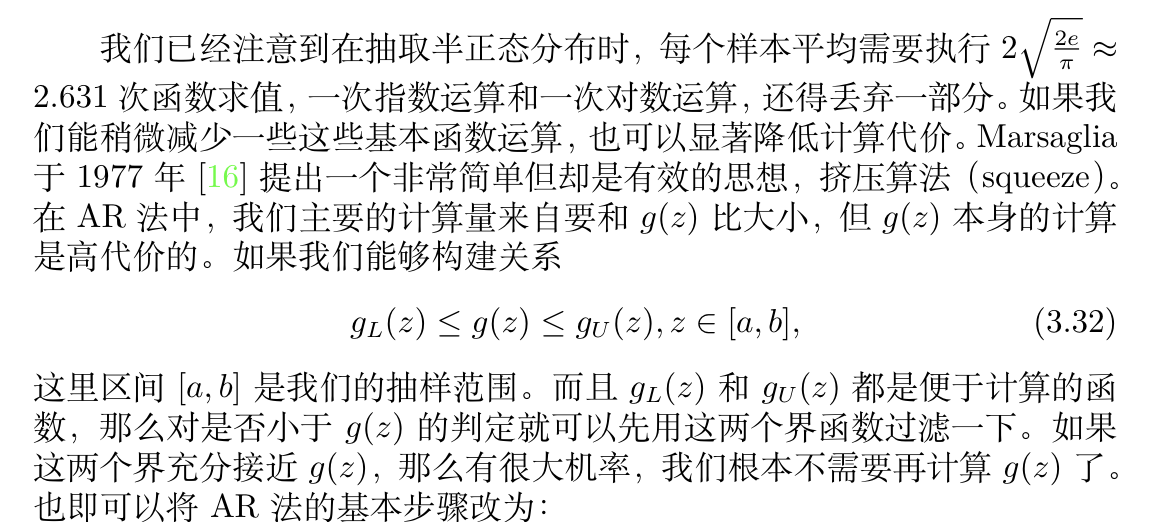 我们已经注意到在抽取半正态分布时，每个样本平均需要执行 $2\sqrt{\frac{2e}{\pi}} \approx$
2.631 次函数求值，一次指数运算和一次对数运算，还得丢弃一部分。如果我
们能稍微减少一些这些基本函数运算，也可以显著降低计算代价。Marsaglia
于 1977 年 [16] 提出一个非常简单但却是有效的思想，挤压算法（squeeze）。
在 AR 法中，我们主要的计算量来自要和 $g(z)$ 比大小，但 $g(z)$ 本身的计算
是高代价的。如果我们能够构建关系
$g_L(z) \leq g(z) \leq g_U(z), z \in [a, b],$ (3.32)
这里区间 $[a, b]$ 是我们的抽样范围。而且 $g_L(z)$ 和 $g_U(z)$ 都是便于计算的函
数，那么对是否小于 $g(z)$ 的判定就可以先用这两个界函数过滤一下。如果
这两个界充分接近 $g(z)$，那么有很大机率，我们根本不需要再计算 $g(z)$ 了。
也即可以将 AR 法的基本步骤改为：